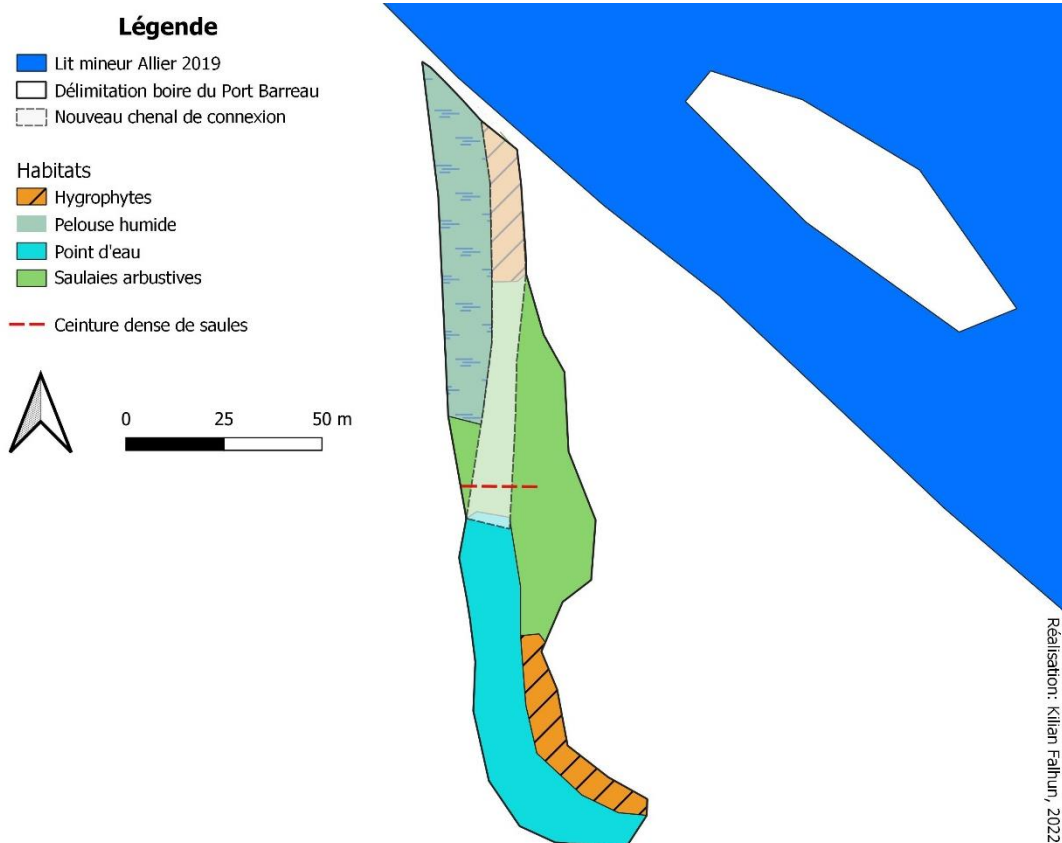 Légende
Lit mineur Allier 2019
Délimitation boire du Port Barreau
Nouveau chenal de connexion
Habitats
Hygrophytes
Pelouse humide
Point d'eau
Saulaies arbustives
Ceinture dense de saules
0 25 50 m
Réalisation: Kilian Falhun, 2022